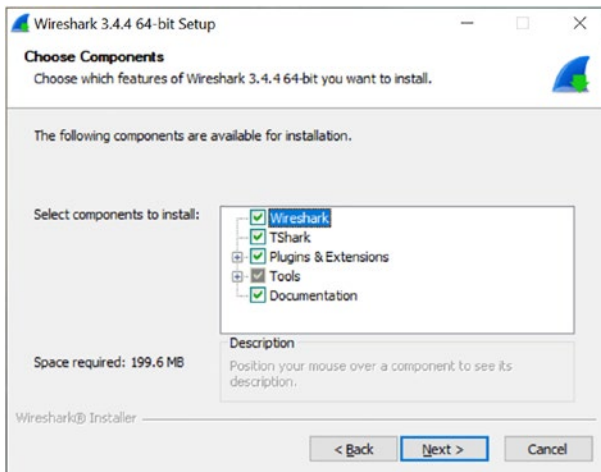 Wireshark 3.4.4 64-bit Setup
Choose Components
Choose which features of Wireshark 3.4.4 64-bit you want to install.
The following components are available for installation.
Select components to install:
Wireshark
TShark
Plugins & Extensions
Tools
Documentation
Space required: 199.6 MB
Description
Position your mouse over a component to see its
description.
Wireshark® Installer
< Back
Next >
Cancel